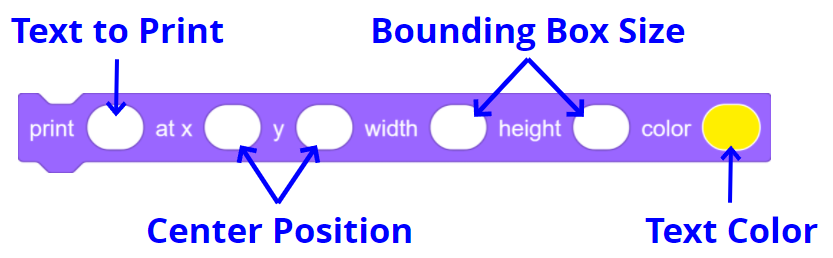 Text to Print
Bounding Box Size
print at x y width height color
Center Position
Text Color